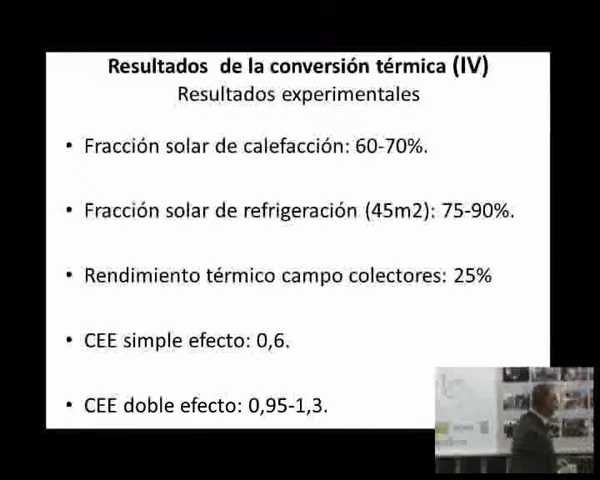 Resultados de la conversión térmica (IV)
Resultados experimentales
• Fracción solar de calefacción: 60-70%.
• Fracción solar de refrigeración (45m2): 75-90%.
• Rendimiento térmico campo colectores: 25%
• CEE simple efecto: 0,6.
• CEE doble efecto: 0,95-1,3.